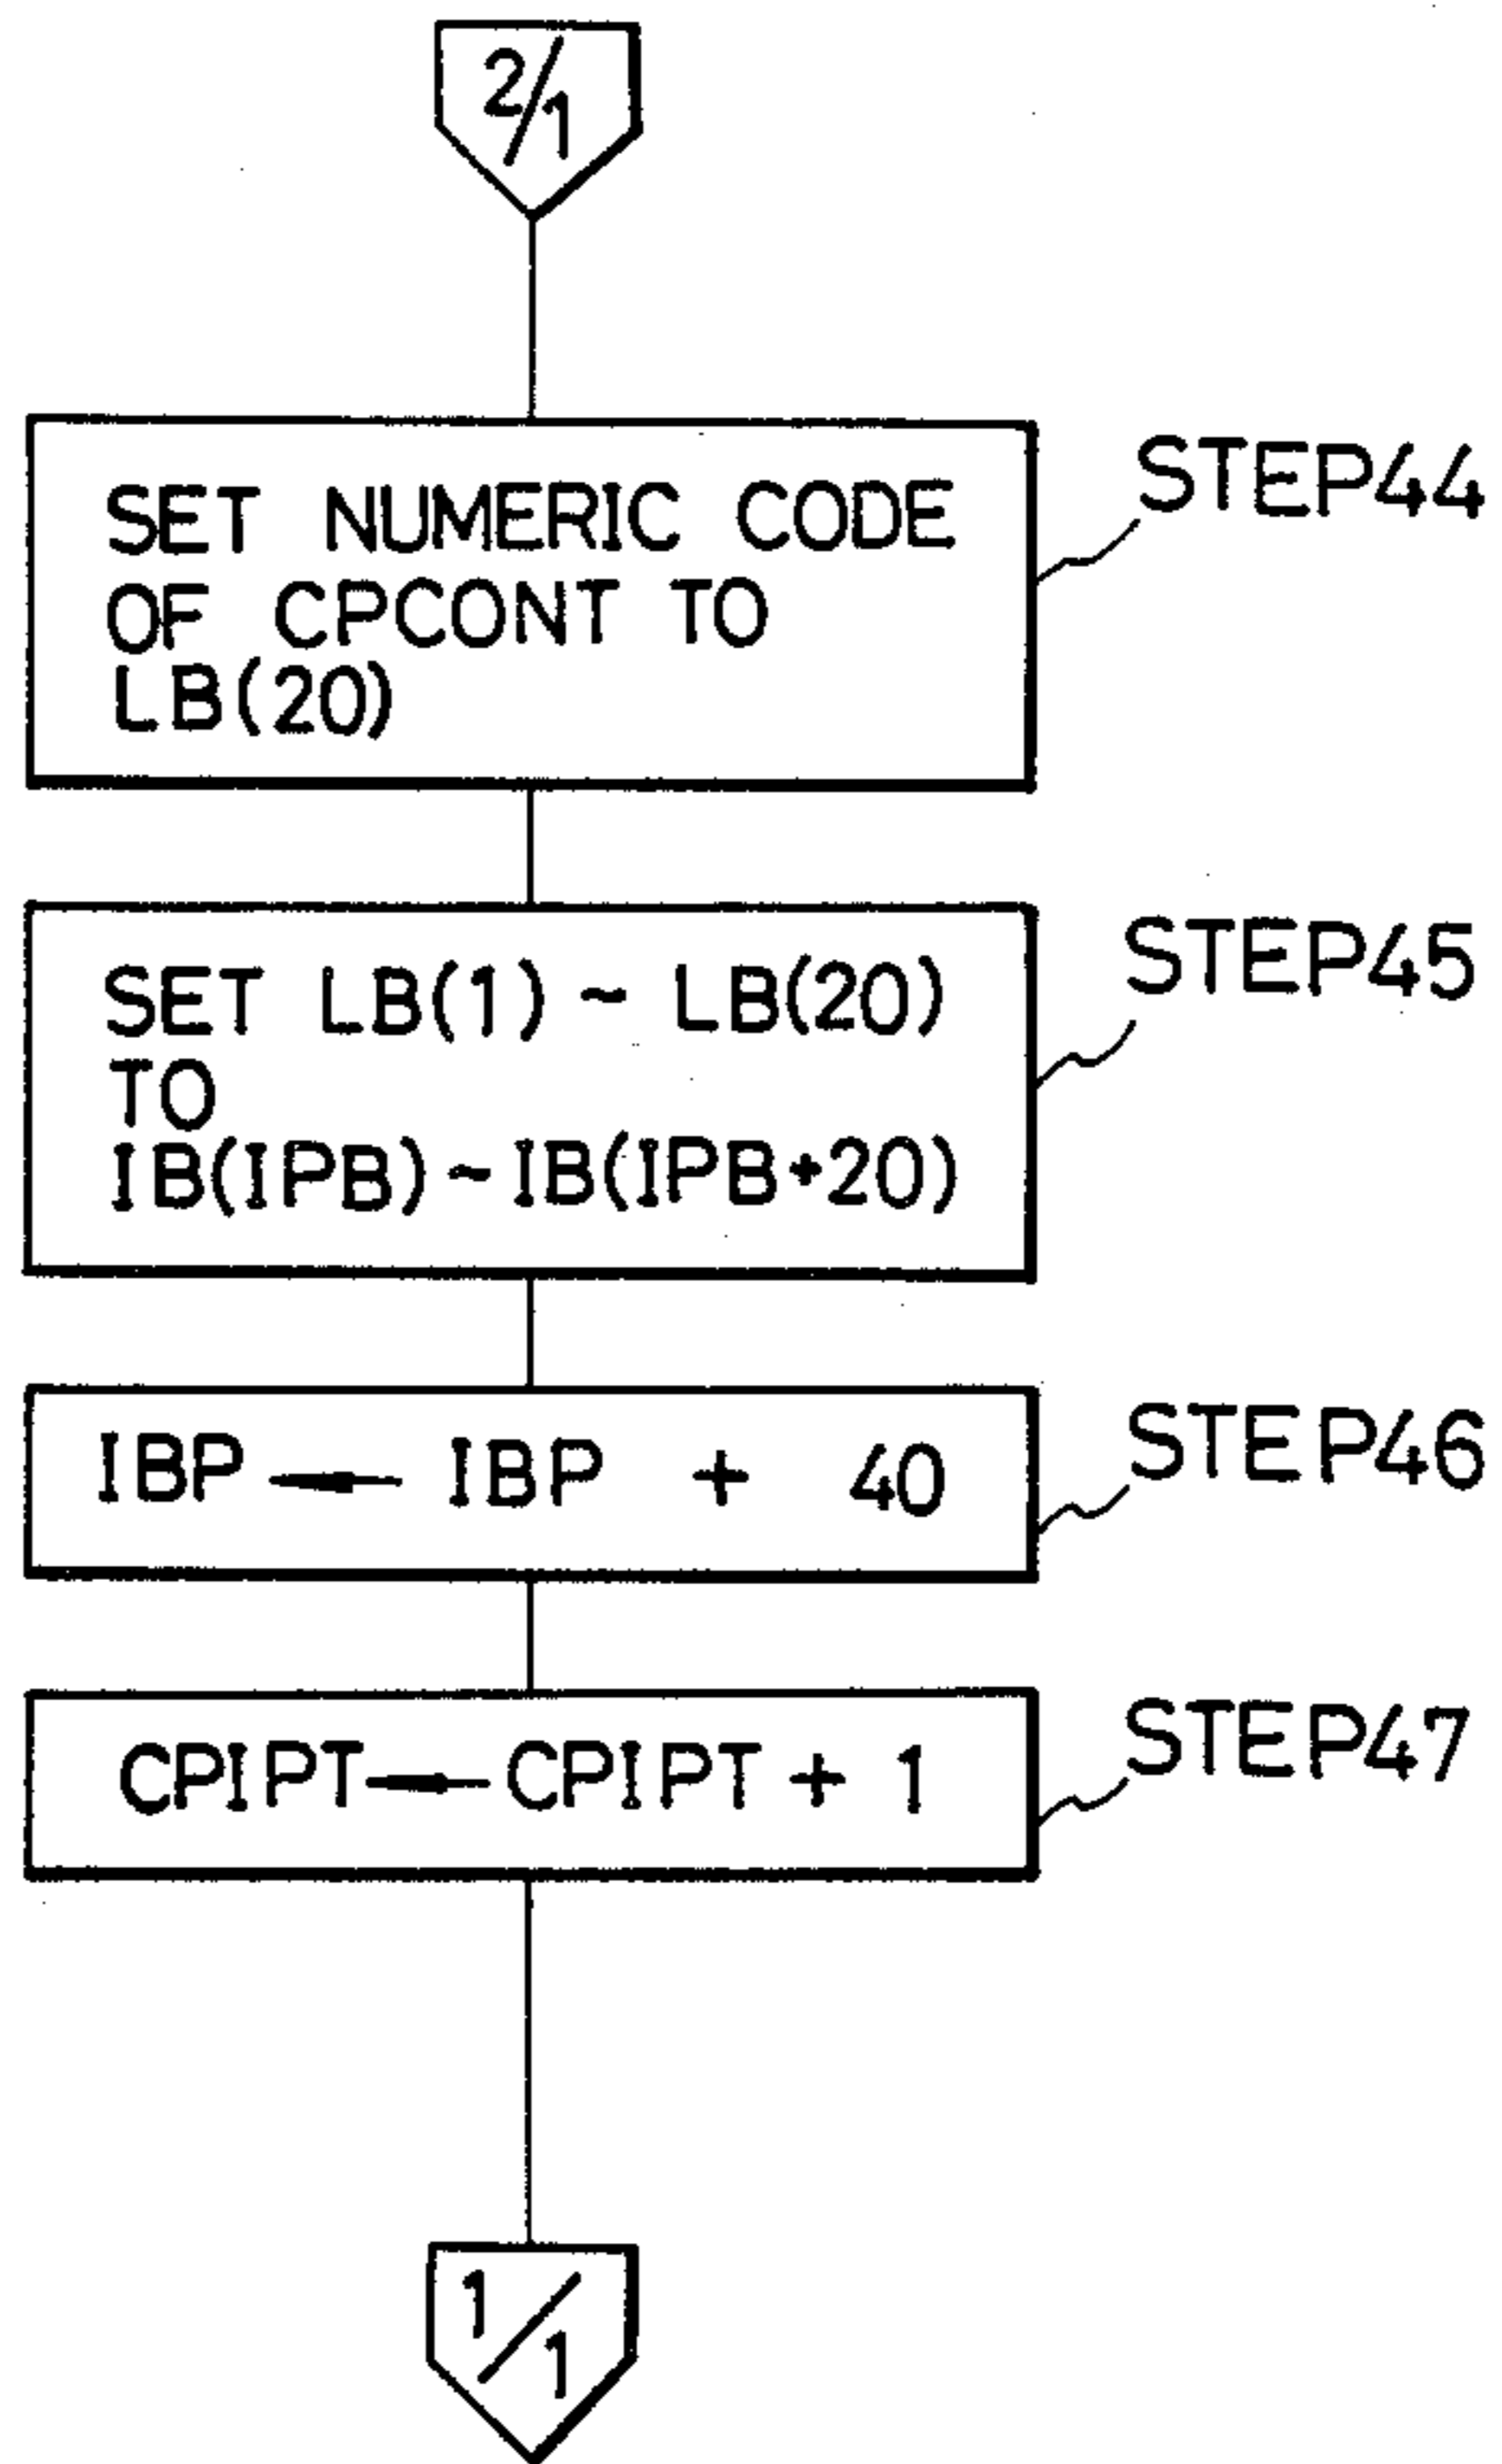 2/1
SET NUMERIC CODE
OF CPCONT TO
LB(20)
STEP44
SET LB(1) ~ LB(20)
TO
IB(IPB) ~ IB(IPB+20)
STEP45
IBP ← IBP + 40
STEP46
CPIPT ← CPIPT + 1
STEP47
1/1